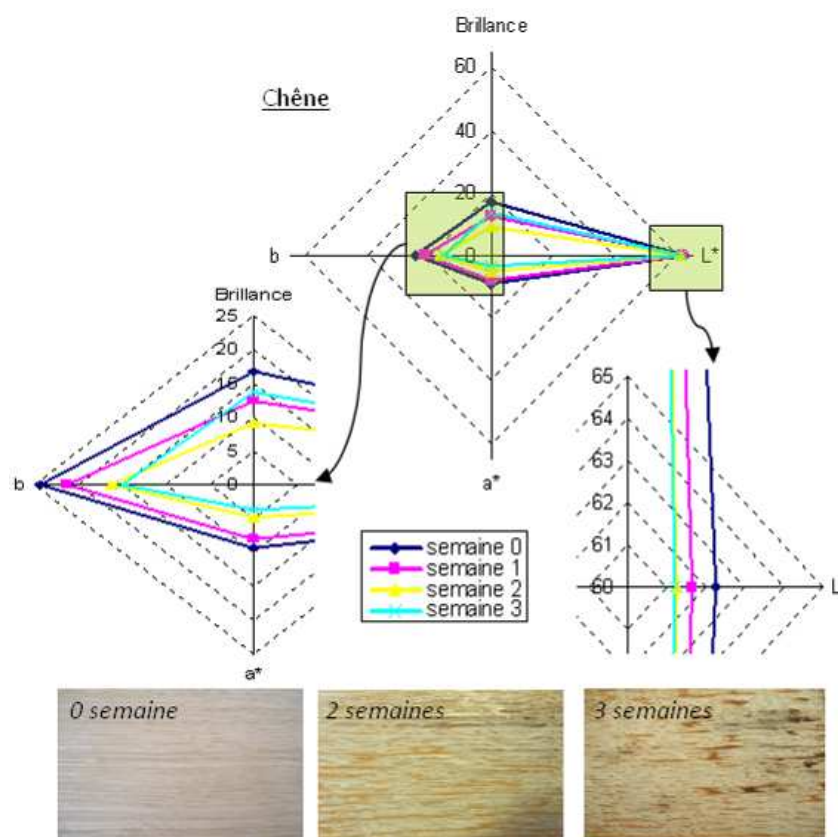 Brillance
60
Chêne
40
20
b
0
L*
a*
Brillance
25
20
15
10
5
b
0
a*
65
64
63
62
61
60
L
semaine 0
semaine 1
semaine 2
semaine 3
0 semaine
2 semaines
3 semaines